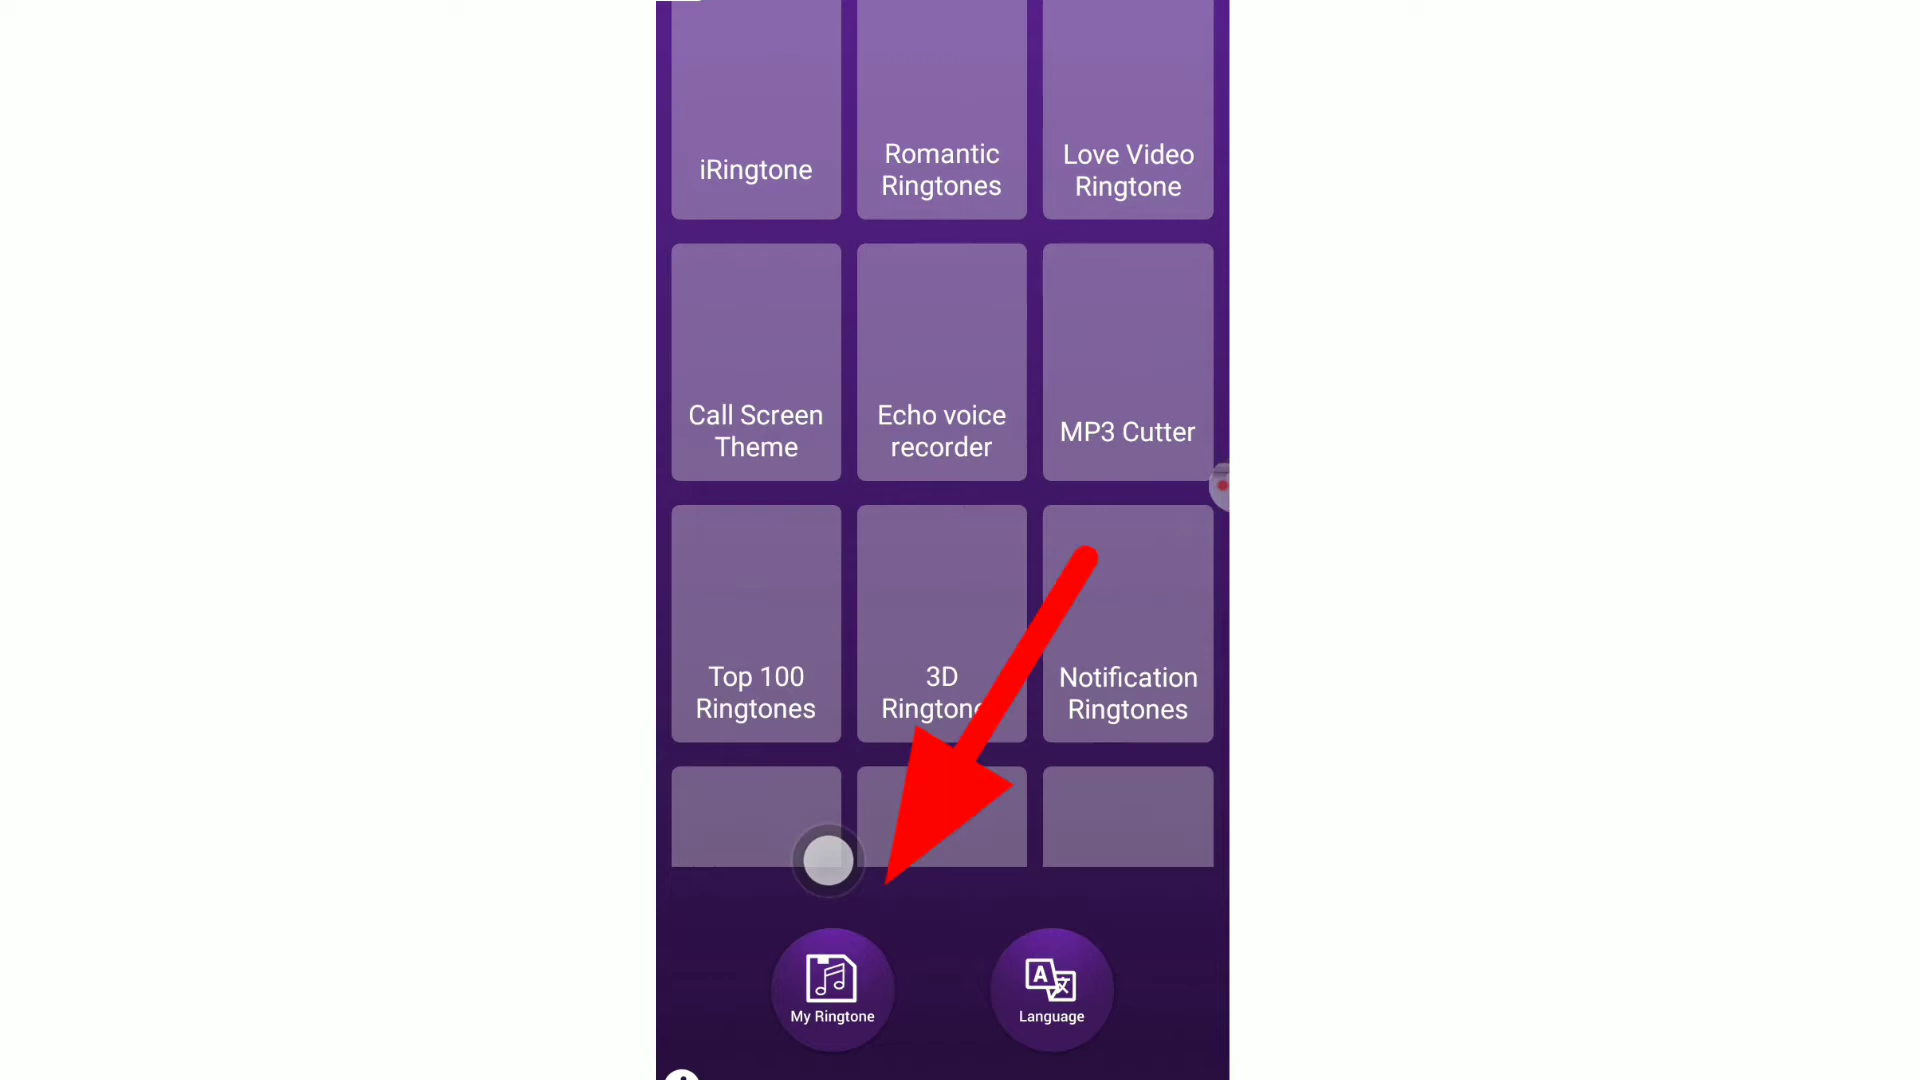 iRingtone
Romantic
Ringtones
Love Video
Ringtone
Call Screen
Theme
Echo voice
recorder
MP3 Cutter
Top 100
Ringtones
3D
Notification
Ringtones
My Ringtone
Language